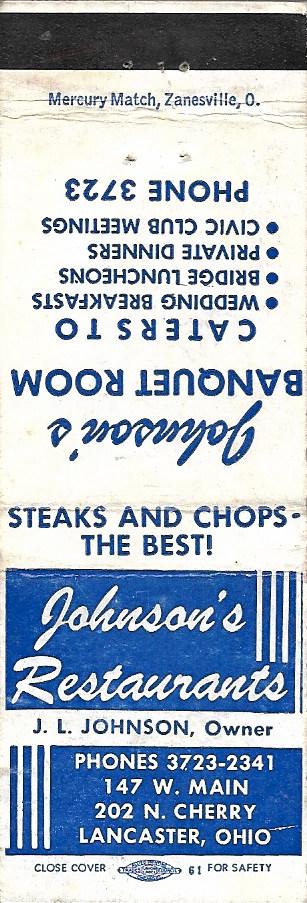 Mercury Match, Zanesville, O.
Johnson's
BANQUET ROOM
CATERS TO
● WEDDING BREAKFASTS
● BRIDGE LUNCHEONS
● PRIVATE DINNERS
● CIVIC CLUB MEETINGS
PHONE 3723
STEAKS AND CHOPS-
THE BEST!
Johnson's
Restaurants
J. L. JOHNSON, Owner
PHONES 3723-2341
147 W. MAIN
202 N. CHERRY
LANCASTER, OHIO
CLOSE COVER 61 FOR SAFETY